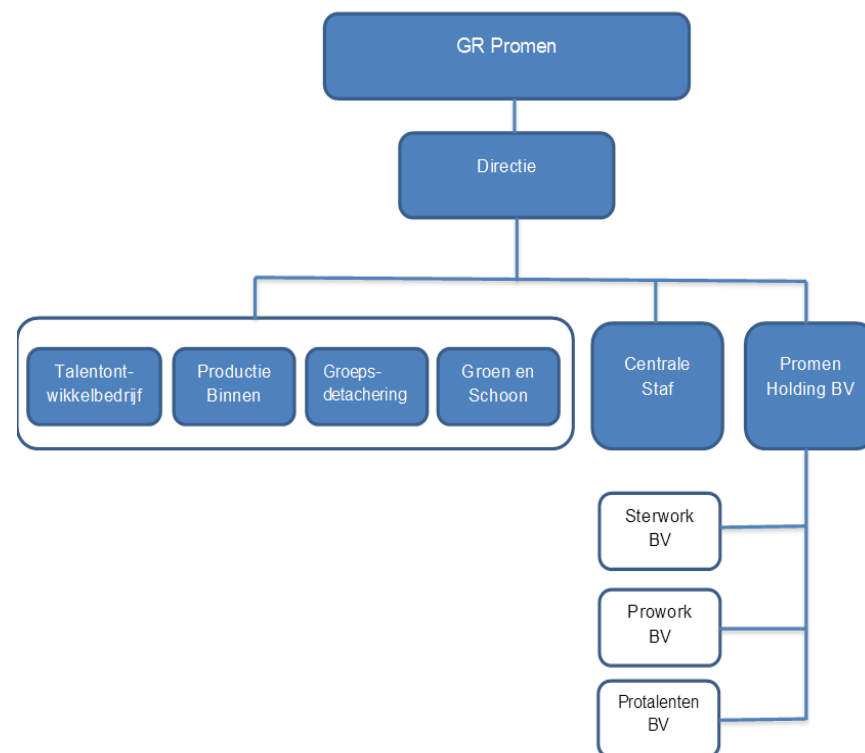 GR Promen
Directie
Talentont-
wikkelbedrijf
Productie
Binnen
Groeps-
detachering
Groen en
Schoon
Centrale
Staf
Promen
Holding BV
Sterwork
BV
Prowork
BV
Protalenten
BV